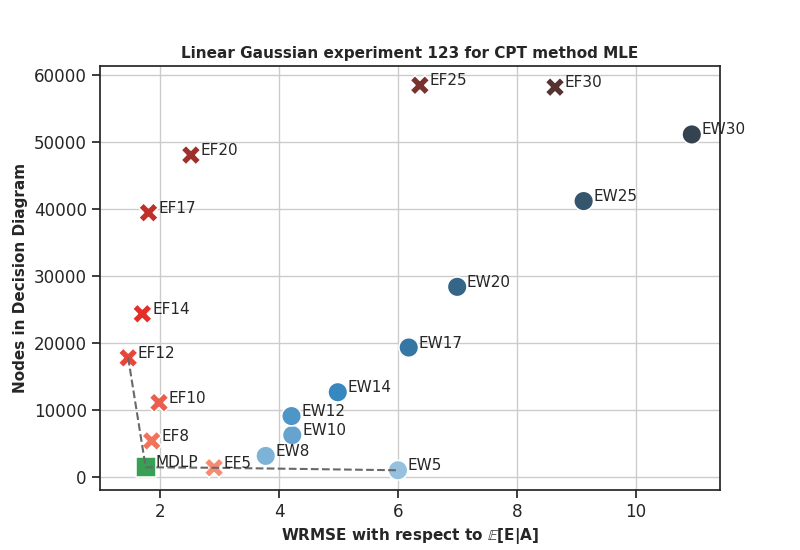 Linear Gaussian experiment 123 for CPT method MLE
Nodes in Decision Diagram
60000
50000
40000
30000
20000
10000
0
EF25
EF30
EW30
EF20
EW25
EF17
EW20
EF14
EW17
EF12
EW14
EF10
EW12
EW10
EF8
EW8
MDLP
EF5
EW5
2 4 6 8 10
WRMSE with respect to 𝔼[E|A]